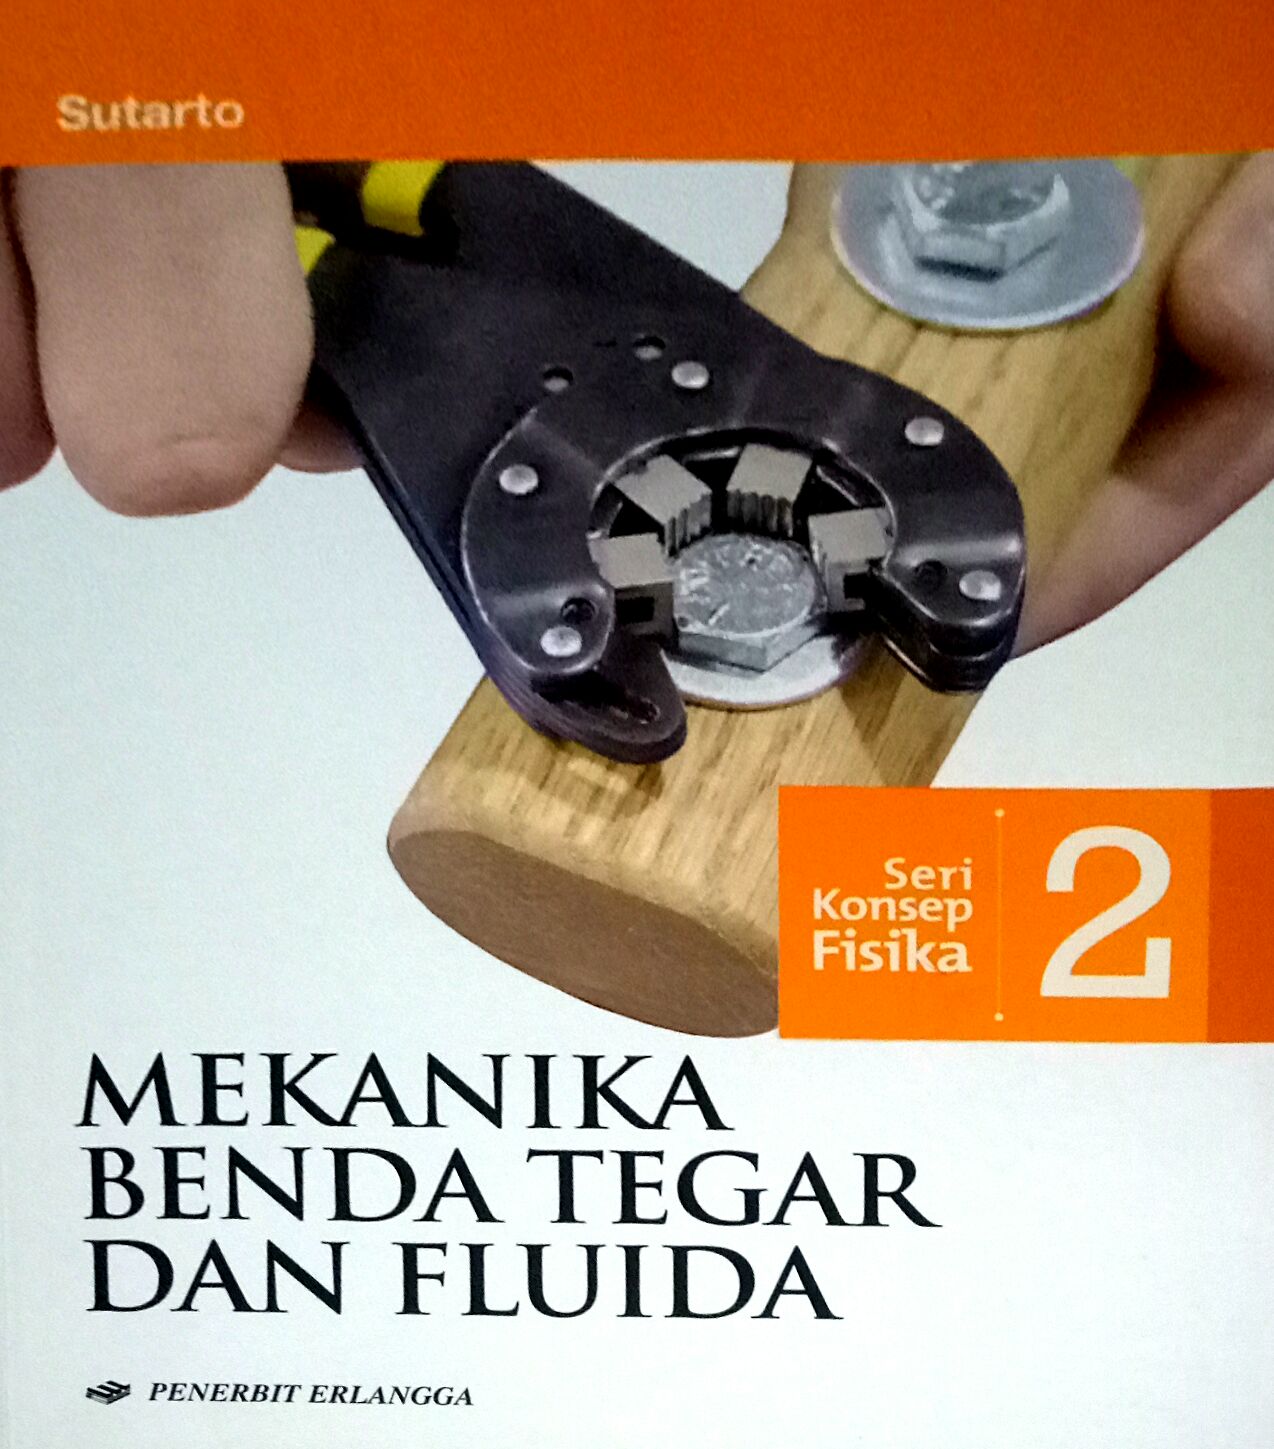 Sutarto
Seri
Konsep
Fisika
2
MEKANIKA
BENDA TEGAR
DAN FLUIDA
PENERBIT ERLANGGA